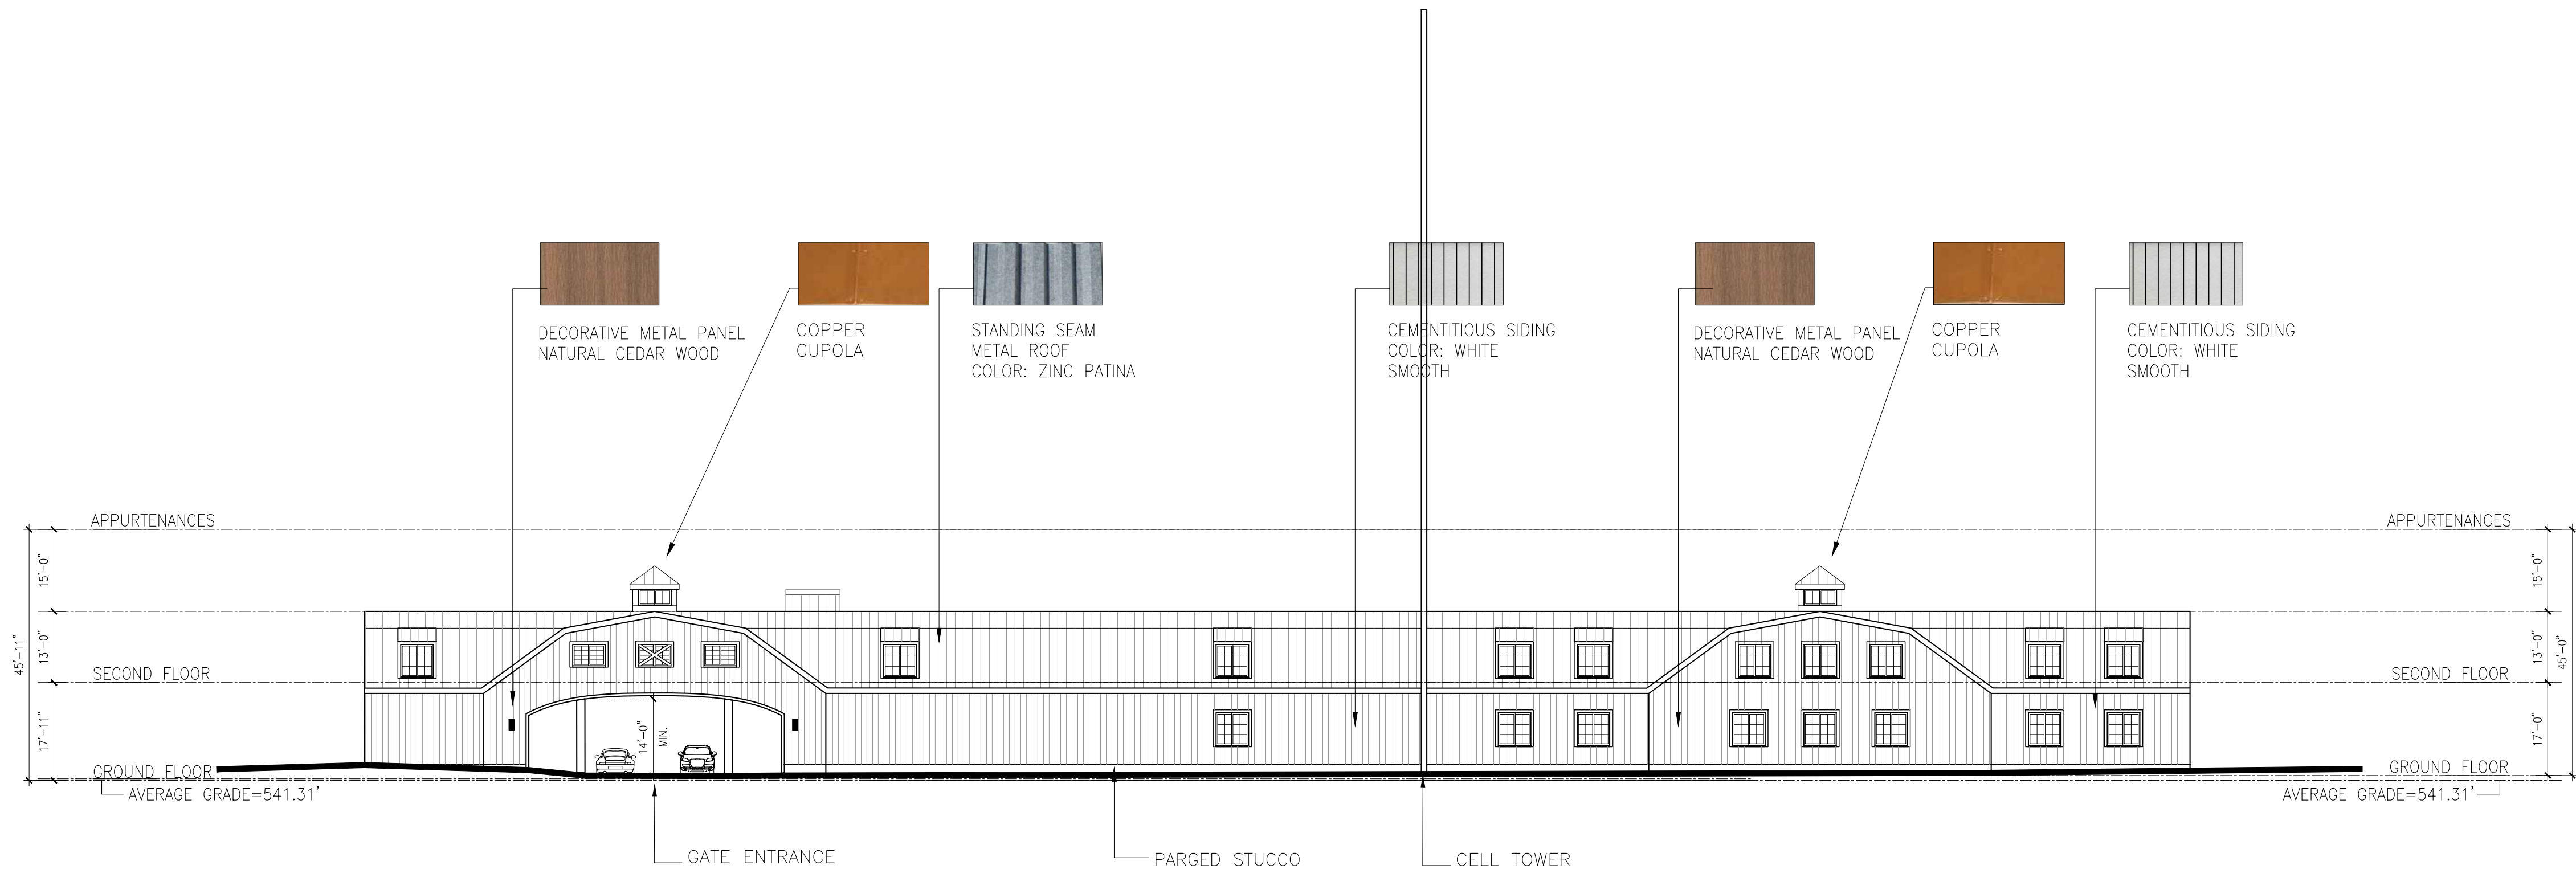 DECORATIVE METAL PANEL
NATURAL CEDAR WOOD
COPPER
CUPOLA
STANDING SEAM
METAL ROOF
COLOR: ZINC PATINA
CEMENTITIOUS SIDING
COLOR: WHITE
SMOOTH
DECORATIVE METAL PANEL
NATURAL CEDAR WOOD
COPPER
CUPOLA
CEMENTITIOUS SIDING
COLOR: WHITE
SMOOTH
APPURTENANCES
APPURTENANCES
15'-0"
15'-0"
45'-11"
13'-0"
13'-0"
45'-0"
SECOND FLOOR
SECOND FLOOR
17'-11"
14'-0"
MIN.
17'-0"
GROUND FLOOR
GROUND FLOOR
AVERAGE GRADE=541.31'
AVERAGE GRADE=541.31'
GATE ENTRANCE
PARGED STUCCO
CELL TOWER